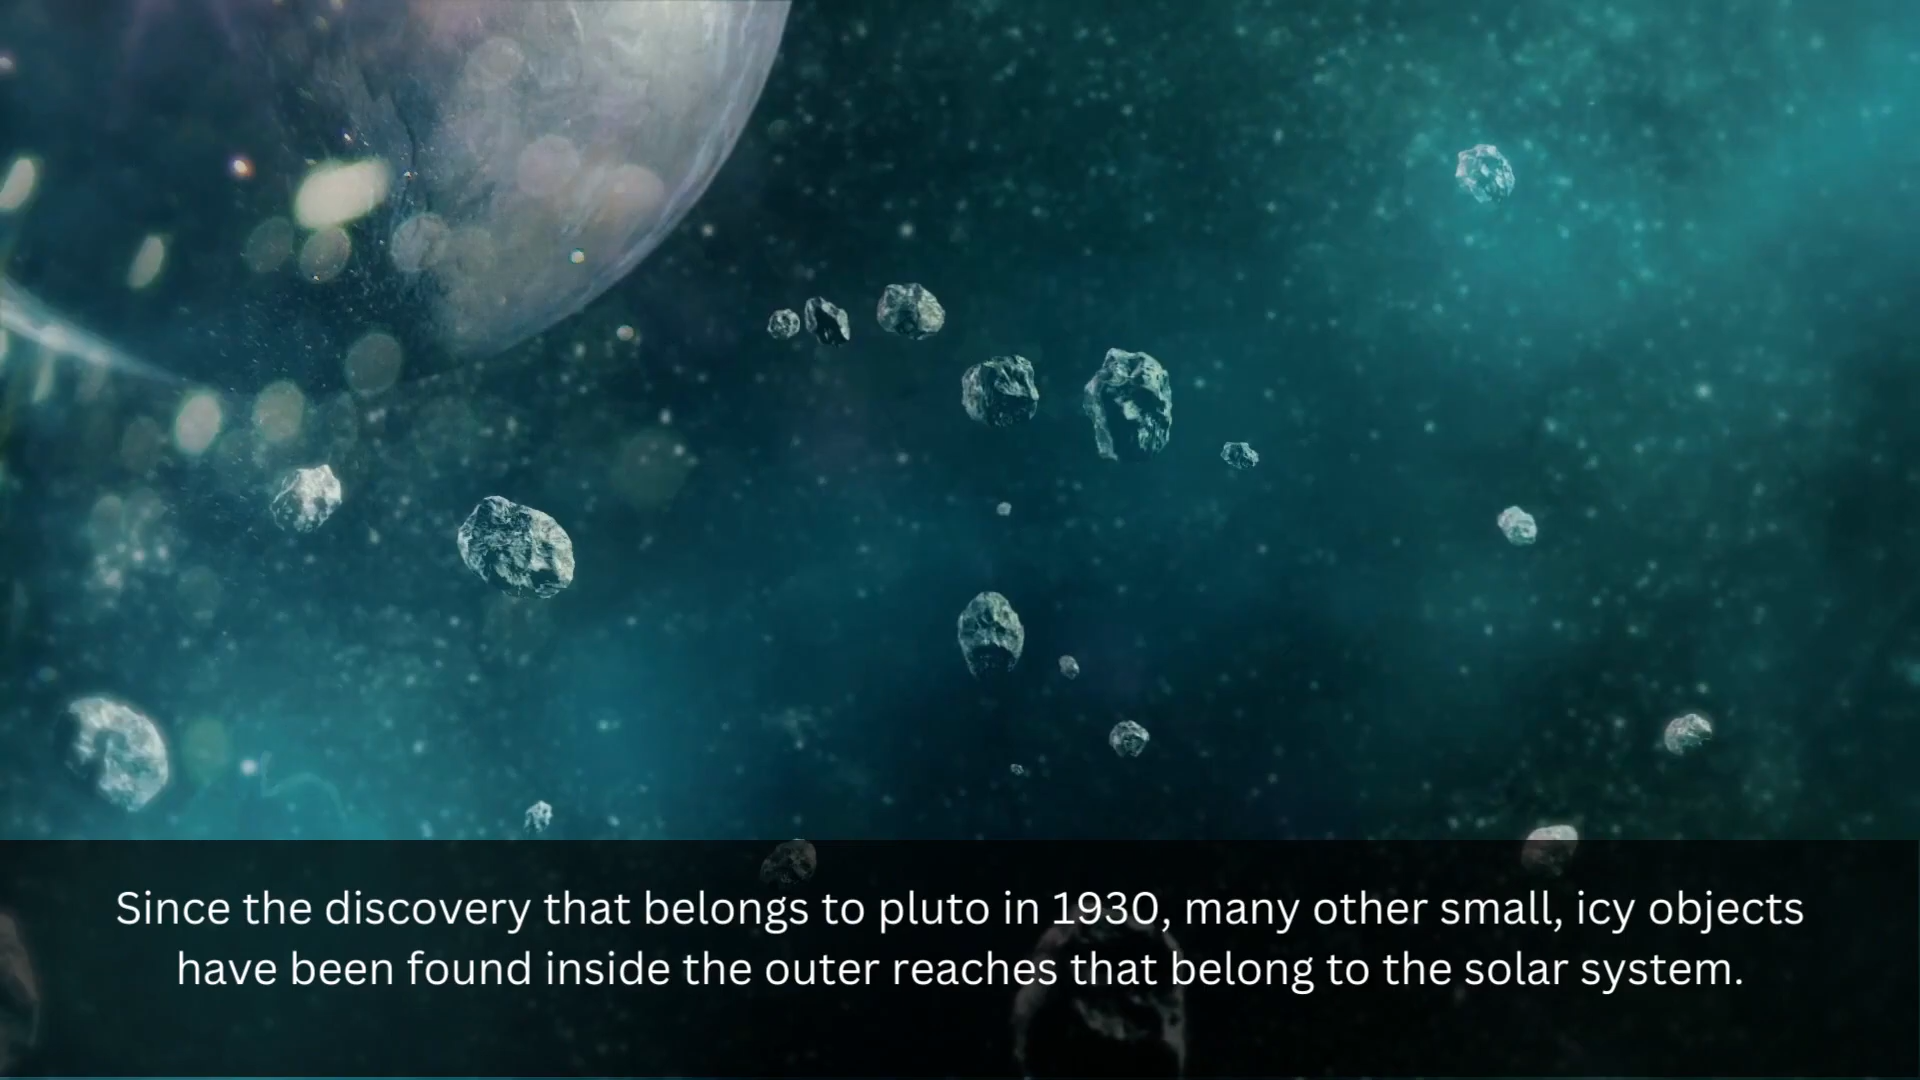 Since the discovery that belongs to pluto in 1930, many other small, icy objects
have been found inside the outer reaches that belong to the solar system.